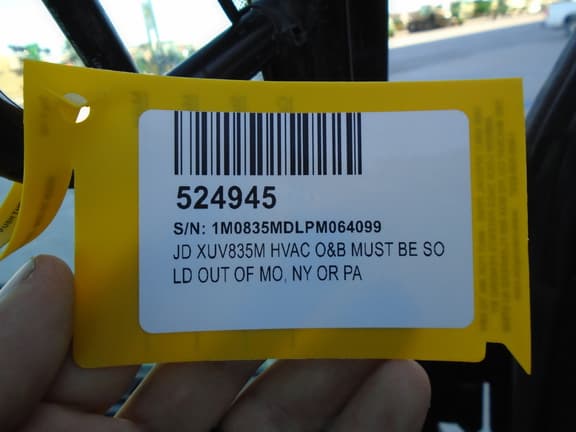 524945
S/N: 1M0835MDLPM064099
JD XUV835M HVAC O&B MUST BE SO
LD OUT OF MO, NY OR PA